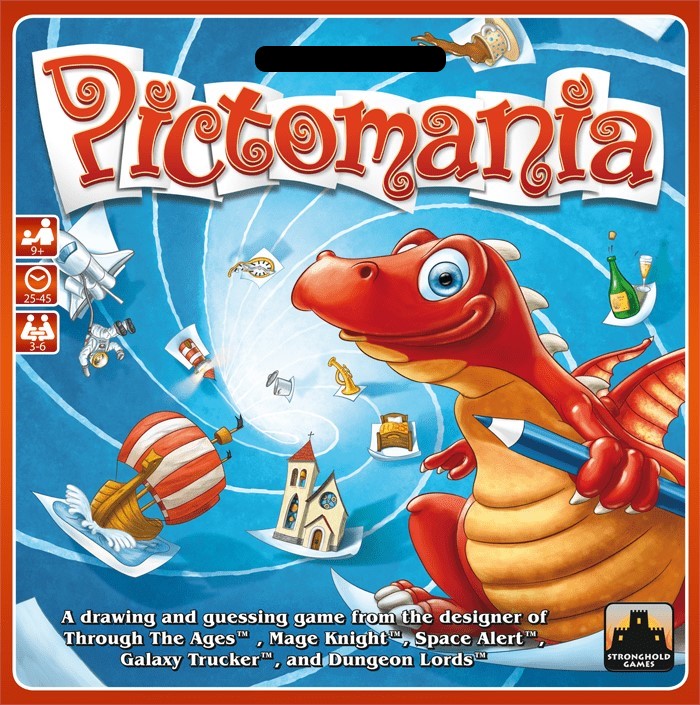 Pictomania
9+
25-45
3-6
A drawing and guessing game from the designer of
Through The Ages™ , Mage Knight™, Space Alert™,
Galaxy Trucker™, and Dungeon Lords™
STRONGHOLD
GAMES